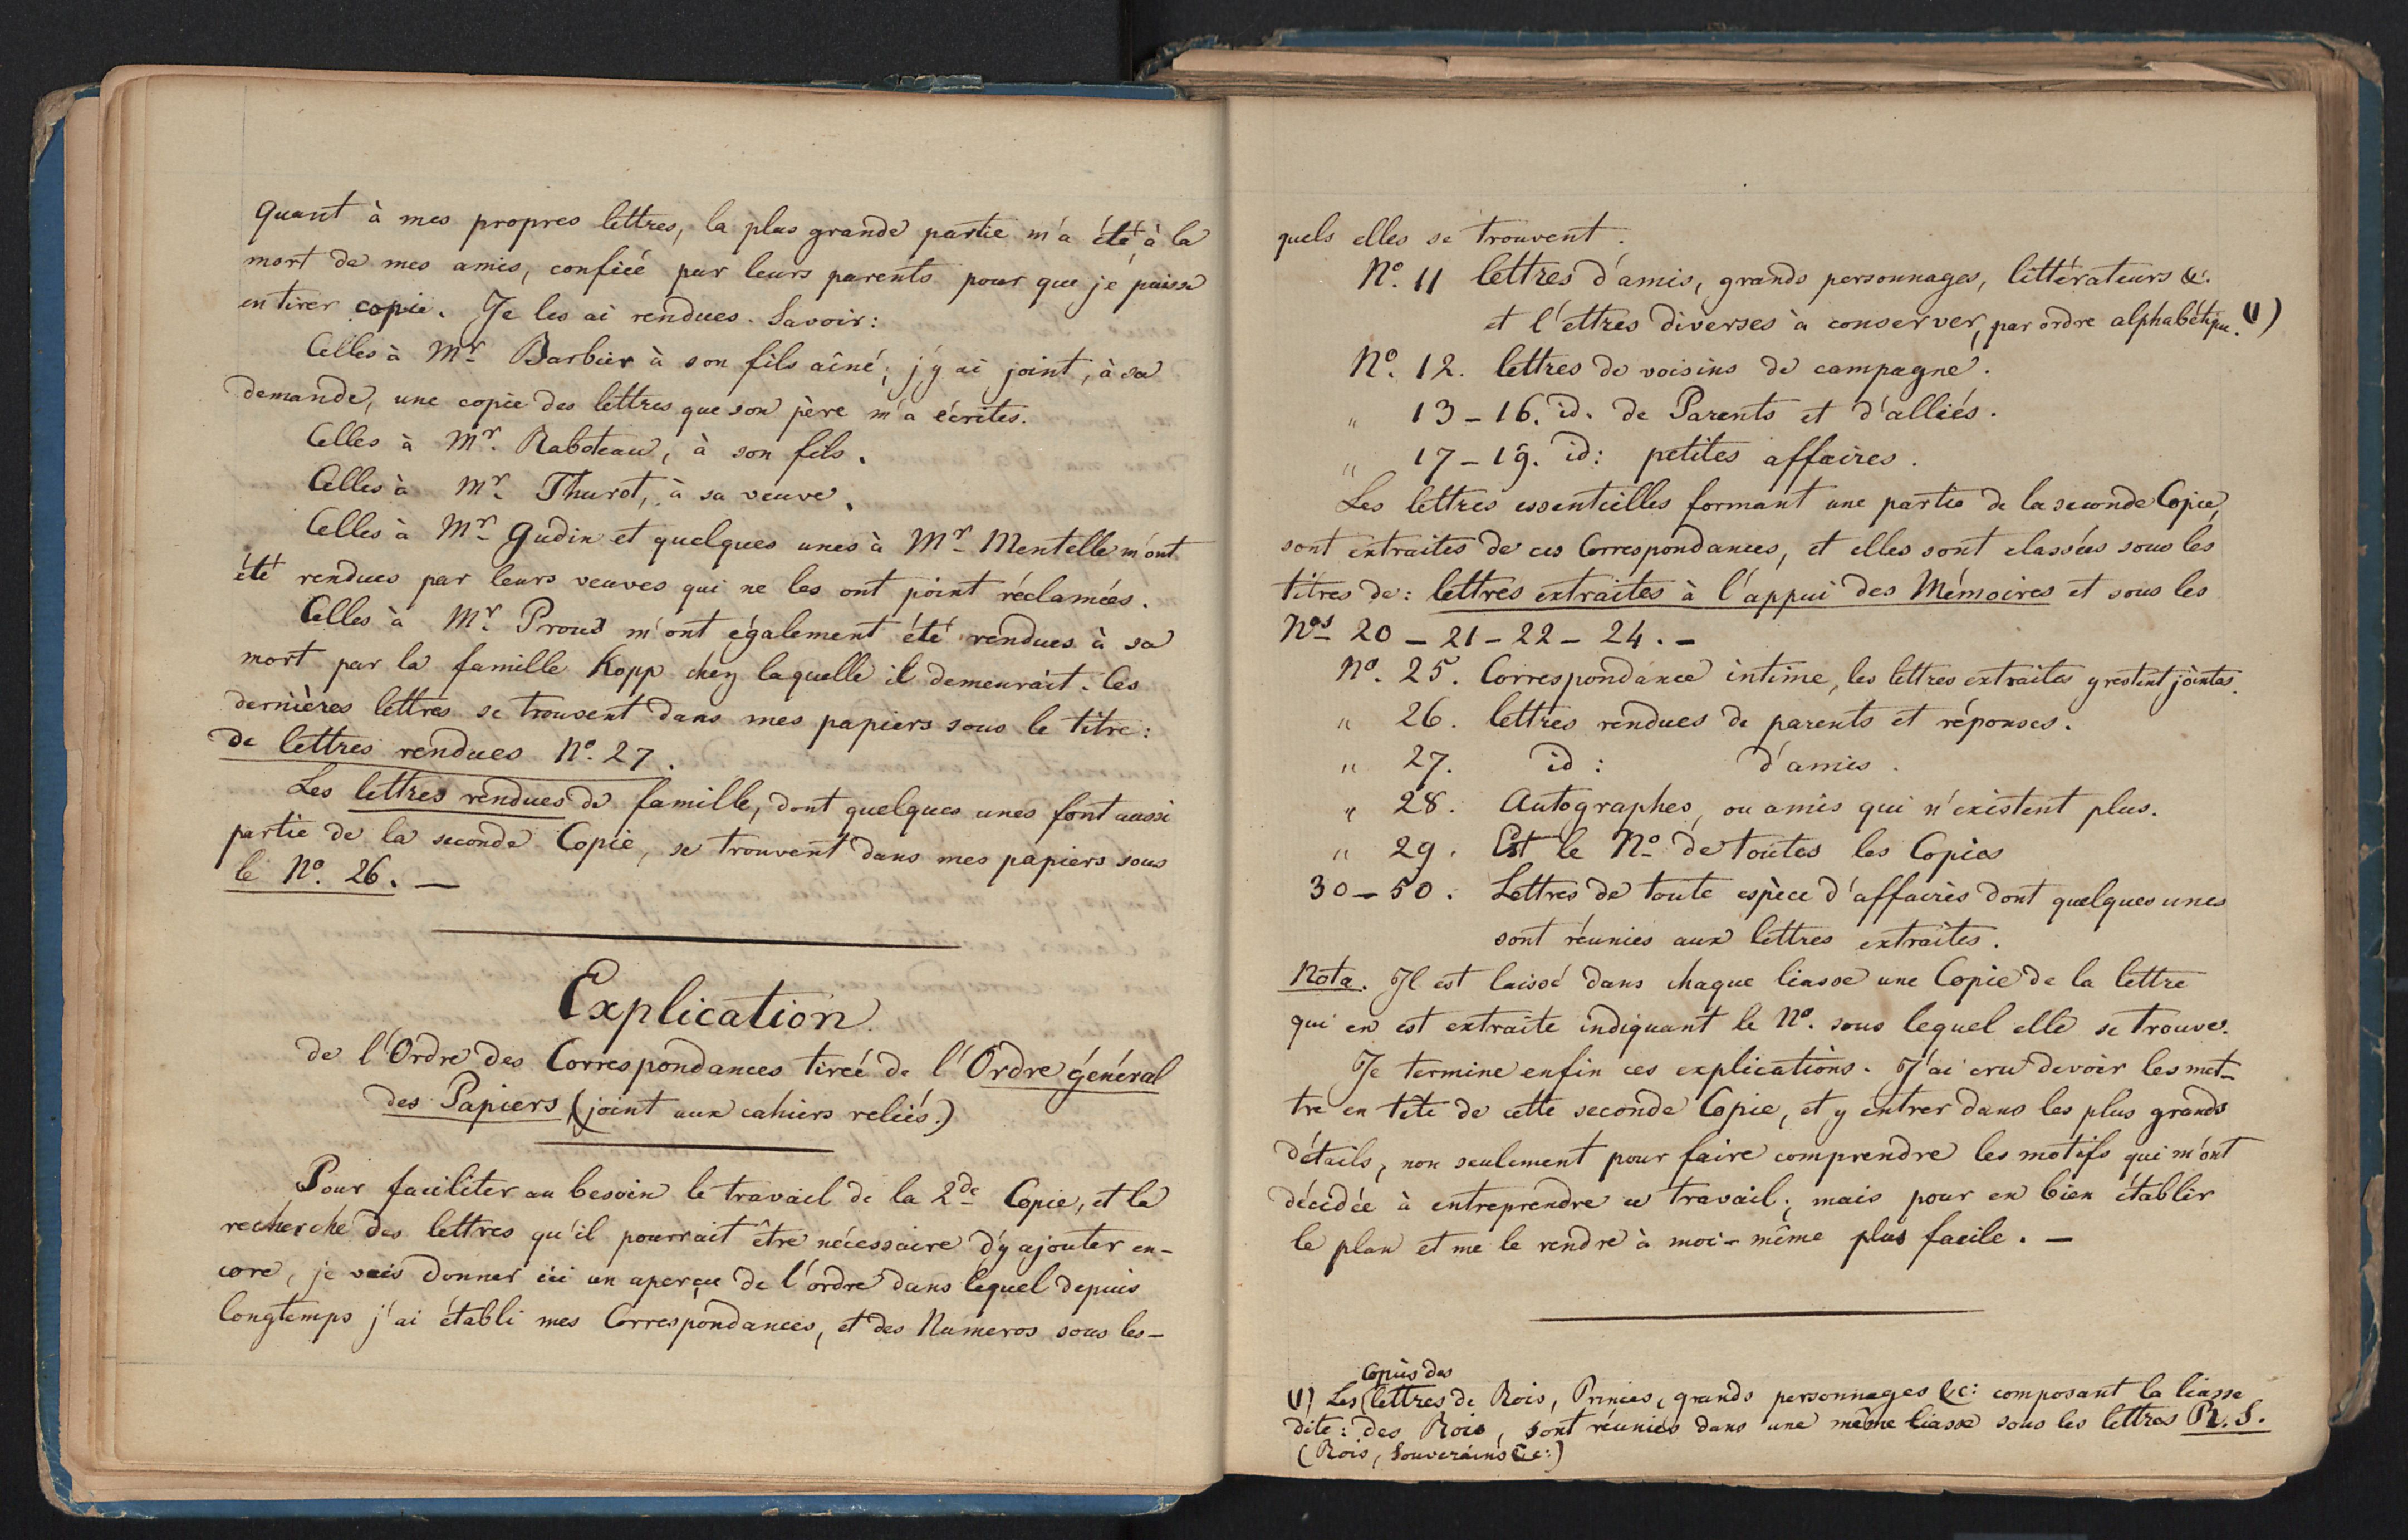 Quant à mes propres lettres, la plus grande partie m'a été à la
mort de mes amis, confiée par leurs parents pour que je puisse
en tirer copie. Je les ai rendues. Savoir:
Celles à Mr. Barbier à son fils aîné; j'y ai joint, à sa
demande, une copie des lettres que son père m'a écrites.
Celles à Mr. Raboteau, à son fils.
Celles à Mr. Thurot, à sa veuve.
Celles à Mr. Gudin et quelques unes à Mr. Mentelle m'ont
été rendues par leurs veuves qui ne les ont point réclamées.
Celles à Mr. Prous m'ont également été rendues à sa
mort par la famille Kopp chez laquelle il demeurait. les
dernières lettres se trouvent dans mes papiers sous le titre:
de lettres rendues No. 27.
Les lettres rendues de famille, dont quelques unes font aussi
partie de la seconde Copie, se trouvent dans mes papiers sous
le No. 26. —
Explication
de l'Ordre des Correspondances tirée de l'Ordre général
des Papiers (joint aux cahiers reliés.)
Pour faciliter au besoin le travail de la 2de Copie, et la
recherche des lettres qu'il pourrait être nécessaire d'y ajouter en-
core, je vais donner ici un aperçu de l'ordre dans lequel depuis
longtemps j'ai établi mes Correspondances, et des Numeros sous les-
quels elles se trouvent.
No. 11 lettres d'amis, grands personnages, littérateurs &c.
et l'ettres diverses à conserver, par ordre alphabétique. (1)
No. 12. lettres de voisins de campagne.
" 13 – 16. id. de Parents et d'alliés.
" 17 – 19. id: petites affaires.
Les lettres essentielles formant une partie de la seconde Copie,
sont extraites de ces Correspondances, et elles sont classées sous les
titres de: lettres extraites à l'appui des Mémoires et sous les
Nos 20 – 21 – 22 – 24. –
No. 25. Correspondance intime, les lettres extraites y restent jointes.
" 26. lettres rendues de parents et réponses.
" 27. id: d'amis.
" 28. Autographes, ou amis qui n'existent plus.
" 29. Est le No. de toutes les Copies
30 – 50. Lettres de toute espèce d'affaires dont quelques unes
sont réunies aux lettres extraites.
Nota. Il est laissé dans chaque liasse une Copie de la lettre
qui en est extraite indiquant le No. sous lequel elle se trouve.
Je termine enfin ces explications. J'ai cru devoir les met-
tre en tête de cette seconde Copie, et y entrer dans les plus grands
détails, non seulement pour faire comprendre les motifs qui m'ont
décidée à entreprendre ce travail; mais pour en bien établir
le plan et me le rendre à moi-même plus facile. —
Copies des
(1) Les (lettres de Rois, Princes, grands personnages &c: composant la liasse
dite: des Rois, sont réunies dans une même liasse sous les lettres R. S.
(Rois, Souverains &c:)